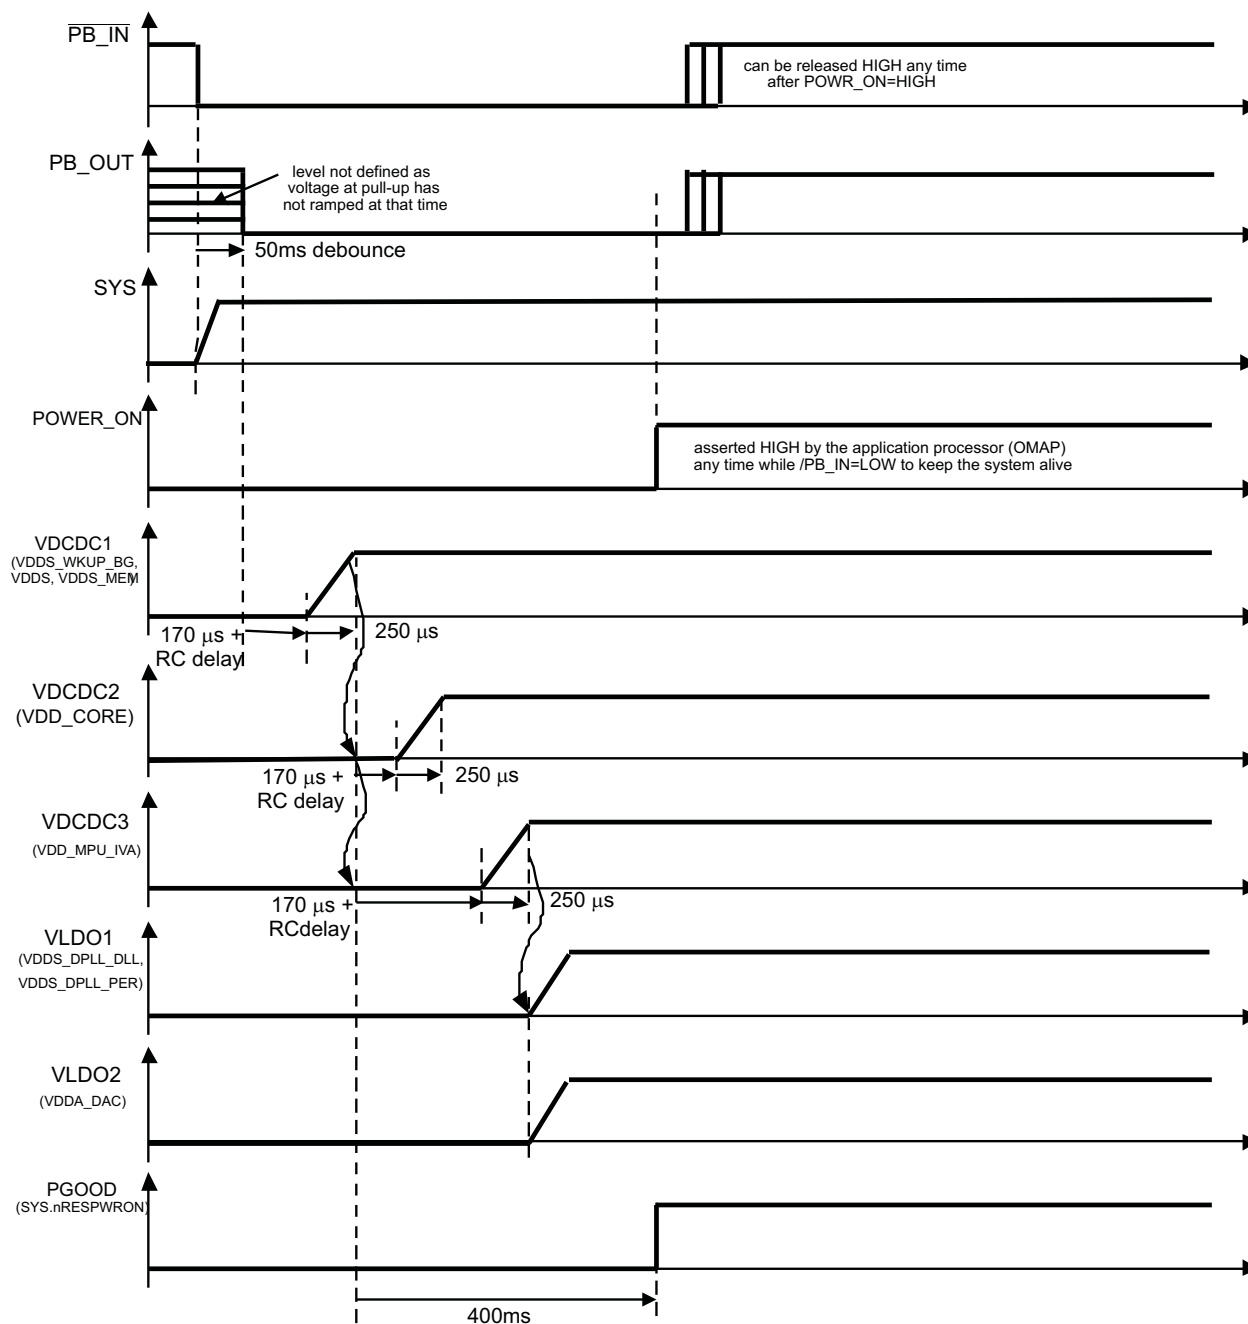 PB_IN
can be released HIGH any time
after POWR_ON=HIGH
PB_OUT
level not defined as
voltage at pull-up has
not ramped at that time
50ms debounce
SYS
POWER_ON
asserted HIGH by the application processor (OMAP)
any time while /PB_IN=LOW to keep the system alive
VDCDC1
(VDDS_WKUP_BG,
VDDS, VDDS_MEM)
170 μs +
RC delay
250 μs
VDCDC2
(VDD_CORE)
170 μs +
RC delay
250 μs
VDCDC3
(VDD_MPU_IVA)
170 μs +
RCdelay
250 μs
VLDO1
(VDDS_DPLL_DLL,
VDDS_DPLL_PER)
VLDO2
(VDDA_DAC)
PGOOD
(SYS.nRESPWRON)
400ms